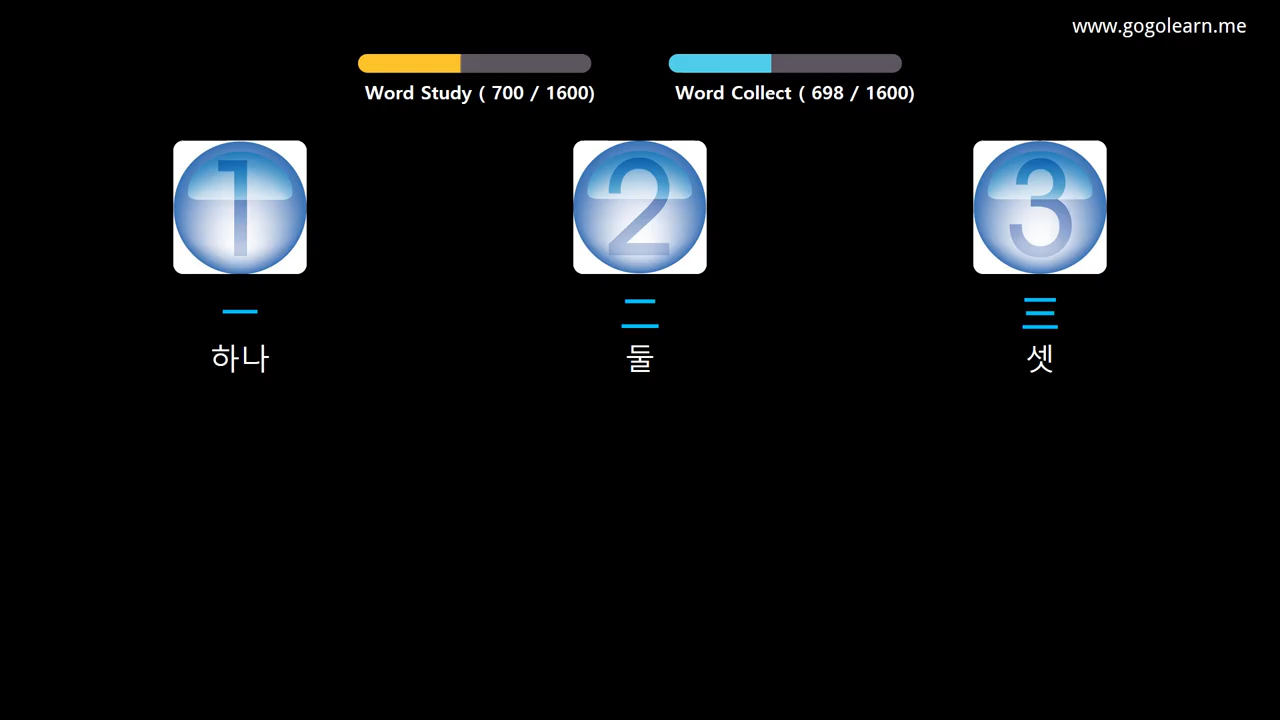 www.gogolearn.me
Word Study ( 700 / 1600)
Word Collect ( 698 / 1600)
1
2
3
一
二
三
하나
둘
셋